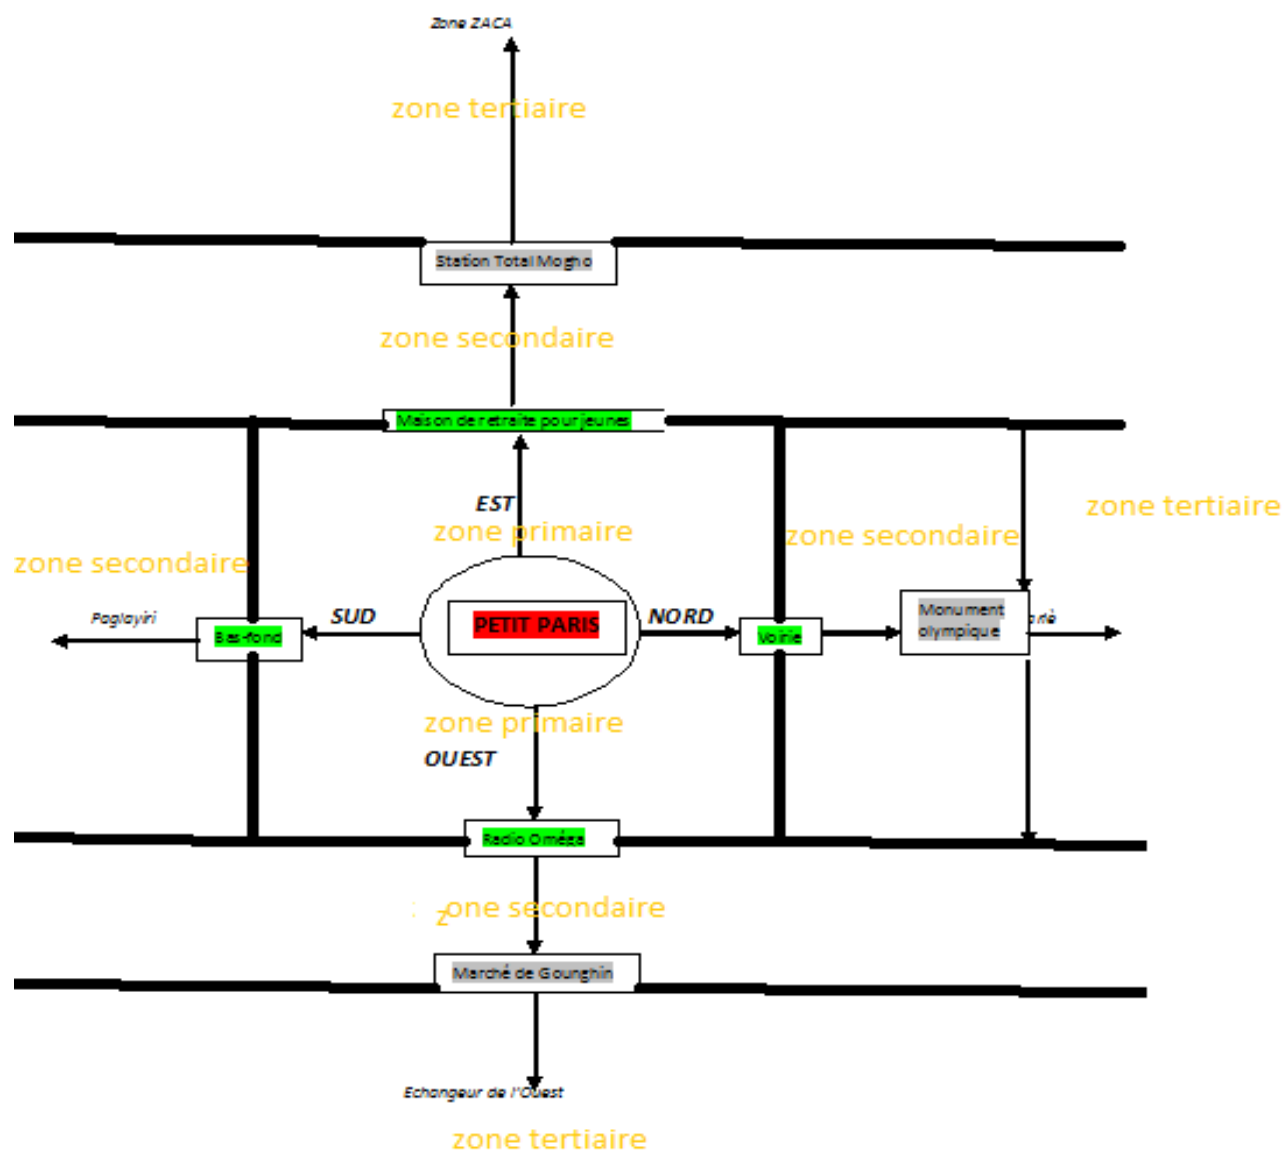 Zone ZACA
zone tertiaire
Station Total Mogho
zone secondaire
Maison de retraite pour jeunes
EST
zone primaire
zone tertiaire
zone secondaire
zone secondaire
Paglayiri
SUD
Bas-fond
PETIT PARIS
NORD
Voirie
Monument
olympique
zone primaire
OUEST
Radio Oméga
zone secondaire
Marché de Gounghin
Echangeur de l'Ouest
zone tertiaire